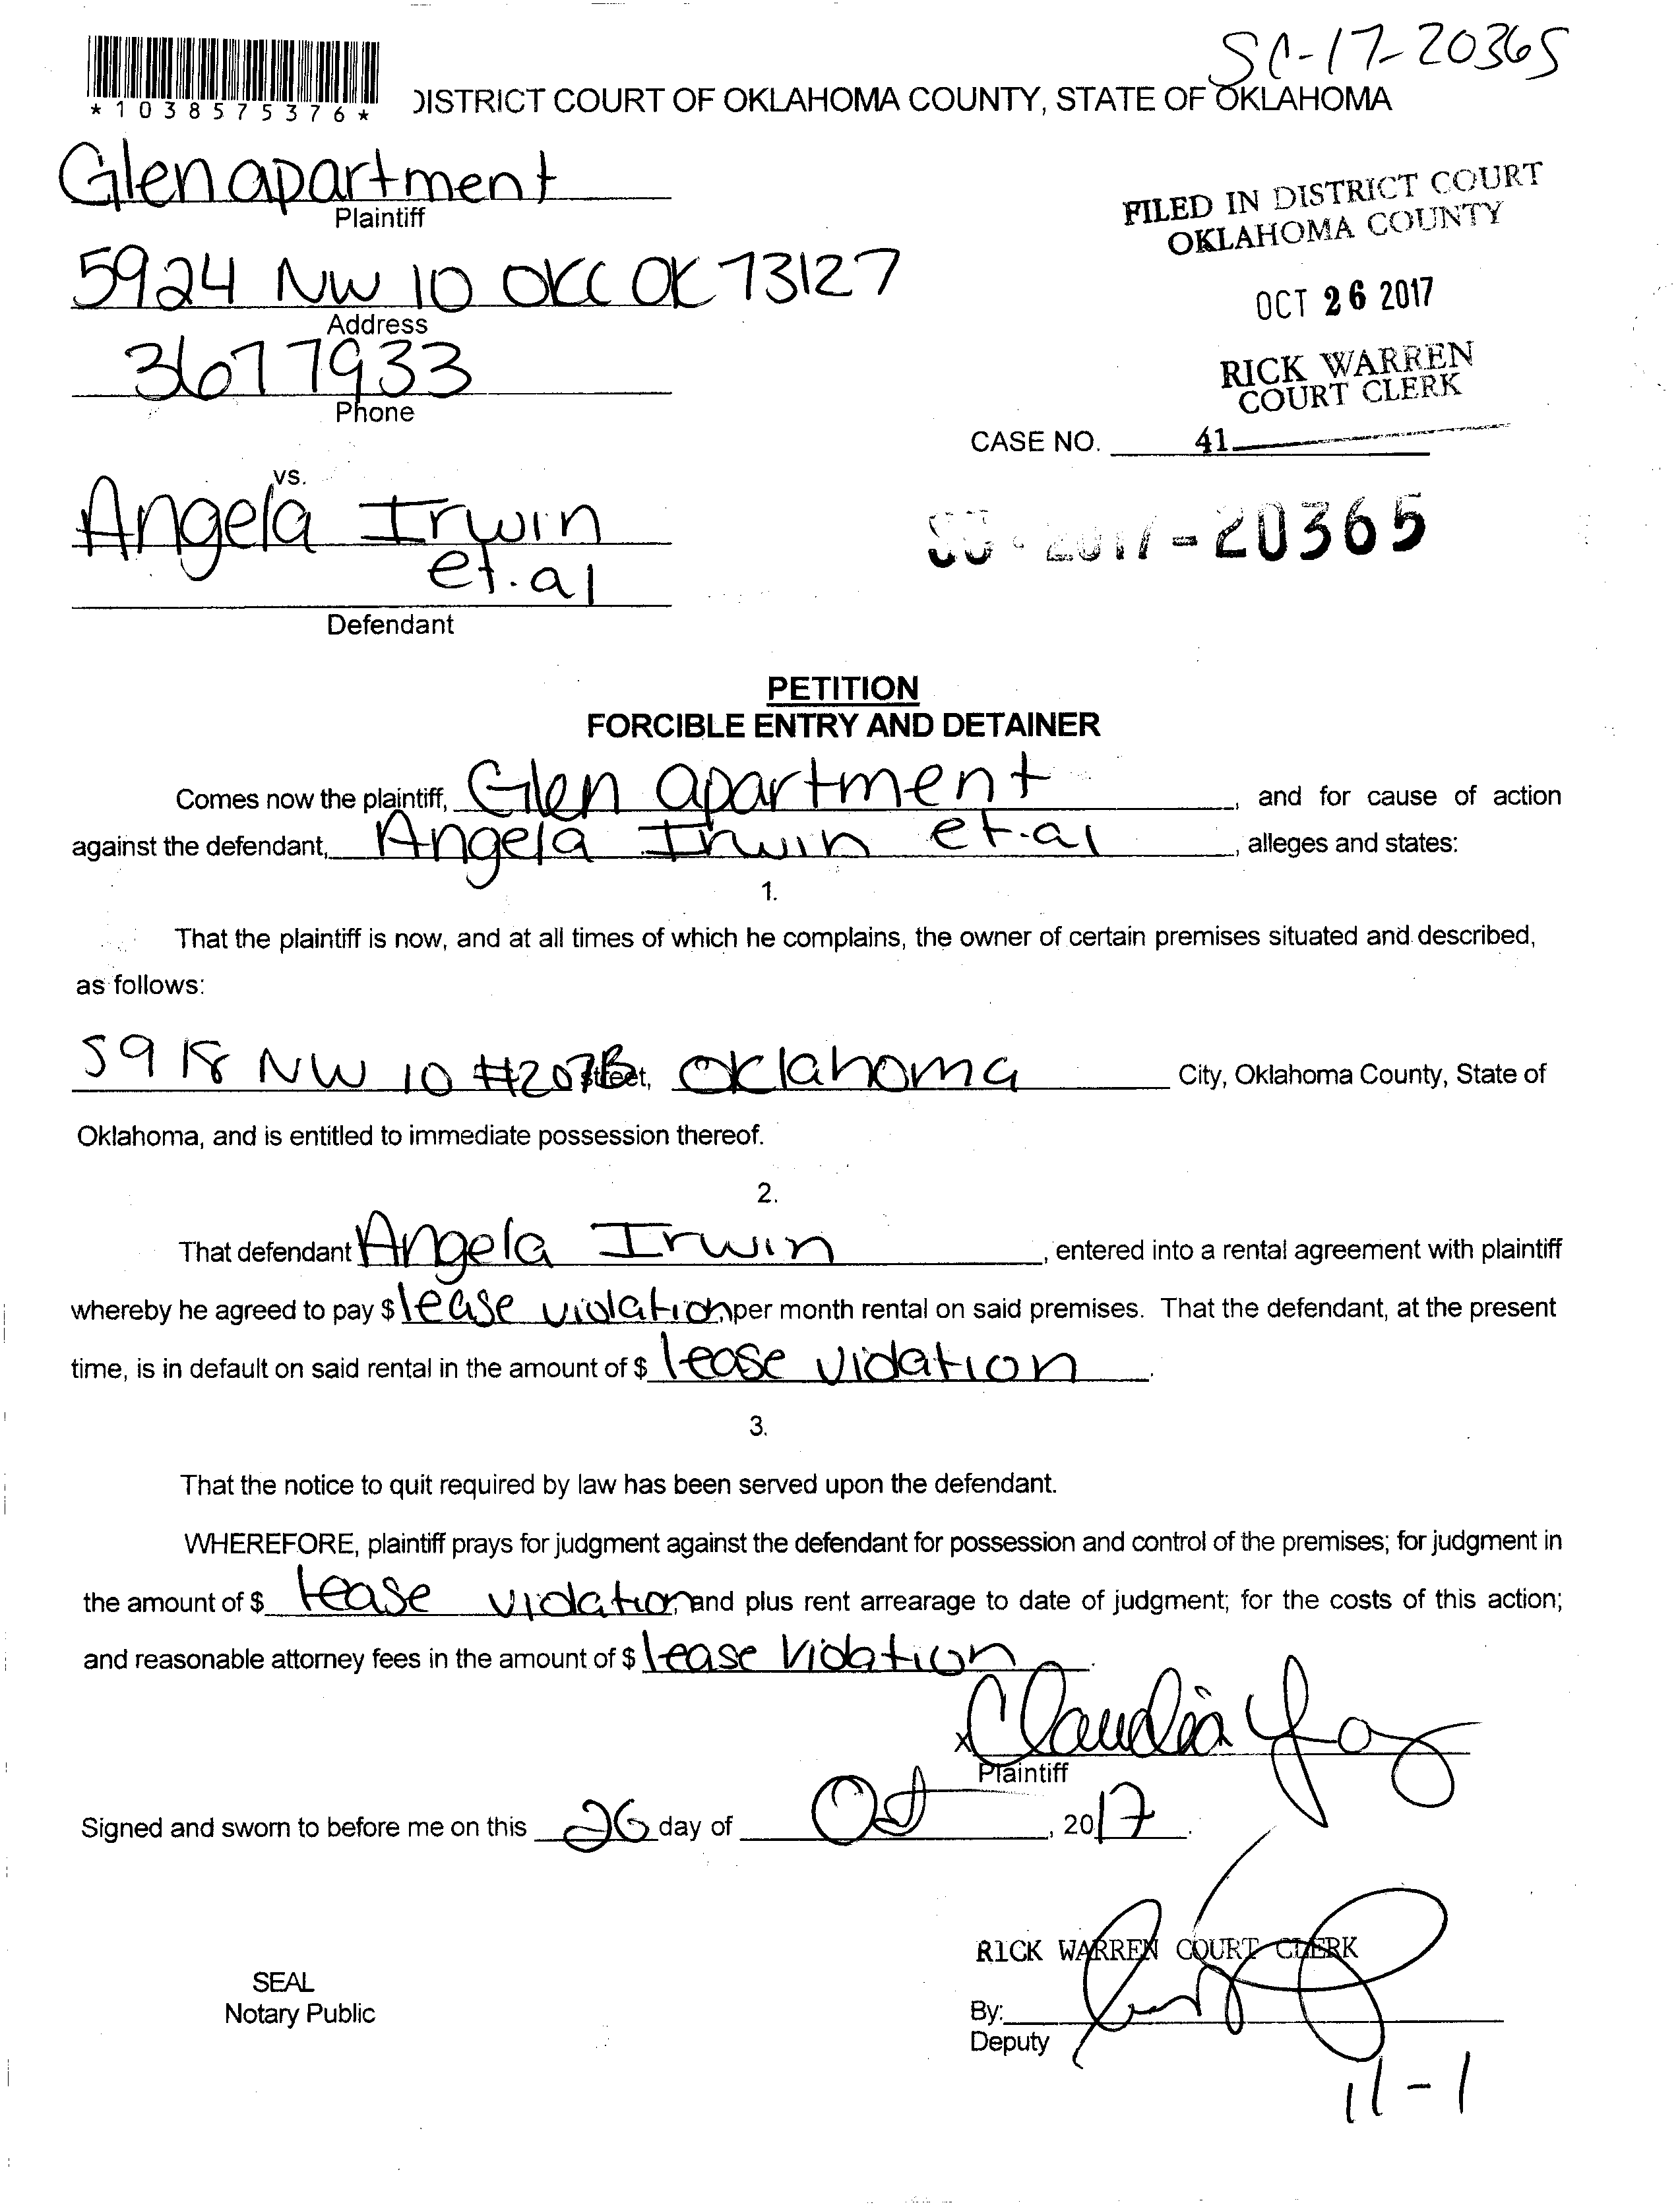 SC-17-20365
*1038575376*
DISTRICT COURT OF OKLAHOMA COUNTY, STATE OF OKLAHOMA
Glen apartment
Plaintiff
FILED IN DISTRICT COURT
OKLAHOMA COUNTY
5924 NW 10 OKC OK 73127
Address
OCT 26 2017
3677933
Phone
RICK WARREN
COURT CLERK
CASE NO. 41
vs.
Angela Irwin
et.al
SC-2017-20365
Defendant
PETITION
FORCIBLE ENTRY AND DETAINER
Comes now the plaintiff, Glen apartment, and for cause of action
against the defendant, Angela Irwin et.al, alleges and states:
1.
That the plaintiff is now, and at all times of which he complains, the owner of certain premises situated and described,
as follows:
5918 NW 10 #207B street, Oklahoma City, Oklahoma County, State of
Oklahoma, and is entitled to immediate possession thereof.
2.
That defendant Angela Irwin, entered into a rental agreement with plaintiff
whereby he agreed to pay $ lease violation per month rental on said premises. That the defendant, at the present
time, is in default on said rental in the amount of $ lease violation.
3.
That the notice to quit required by law has been served upon the defendant.
WHEREFORE, plaintiff prays for judgment against the defendant for possession and control of the premises; for judgment in
the amount of $ lease violation, and plus rent arrearage to date of judgment; for the costs of this action;
and reasonable attorney fees in the amount of $ lease violation.
x Claudia
Plaintiff
Signed and sworn to before me on this 26 day of Oct, 2017.
RICK WARREN COURT CLERK
SEAL
Notary Public
By:
Deputy
11-1